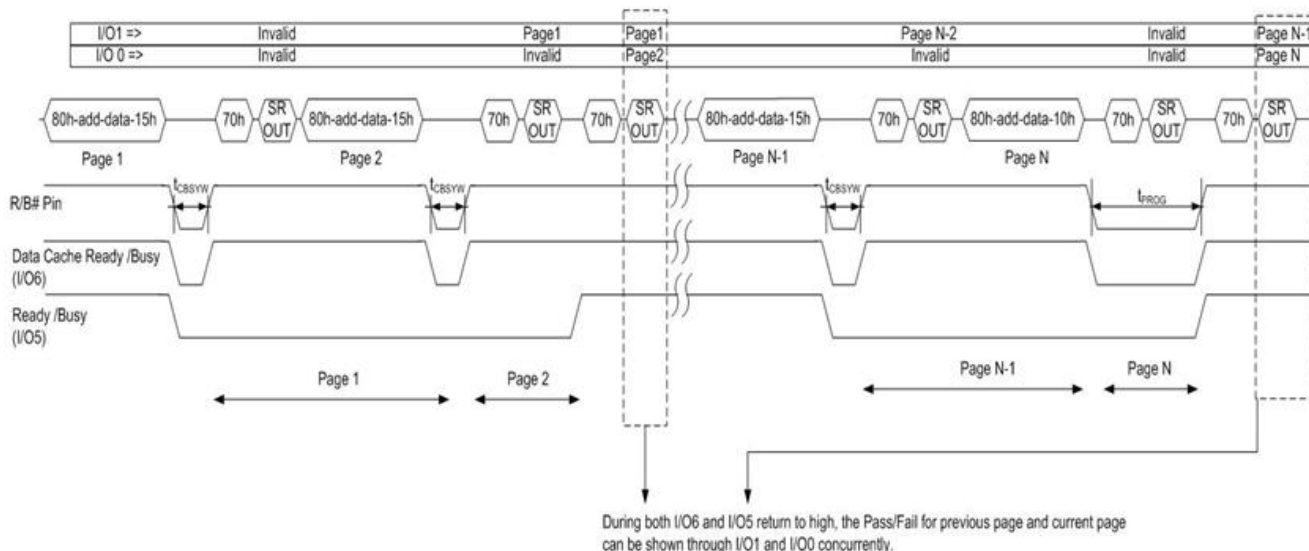 I/O1 => Invalid Page1 Page1 Page N-2 Invalid Page N-1
I/O 0 => Invalid Invalid Page2 Invalid Invalid Page N
80h-add-data-15h 70h SR OUT 80h-add-data-15h 70h SR OUT 70h SR OUT 80h-add-data-15h 70h SR OUT 80h-add-data-10h 70h SR OUT 70h SR OUT
Page 1 Page 2 Page N-1 Page N
tCBSYW tCBSYW tCBSYW tPROG
R/B# Pin
Data Cache Ready /Busy
(I/O6)
Ready /Busy
(I/O5)
Page 1 Page 2 Page N-1 Page N
During both I/O6 and I/O5 return to high, the Pass/Fail for previous page and current page
can be shown through I/O1 and I/O0 concurrently.